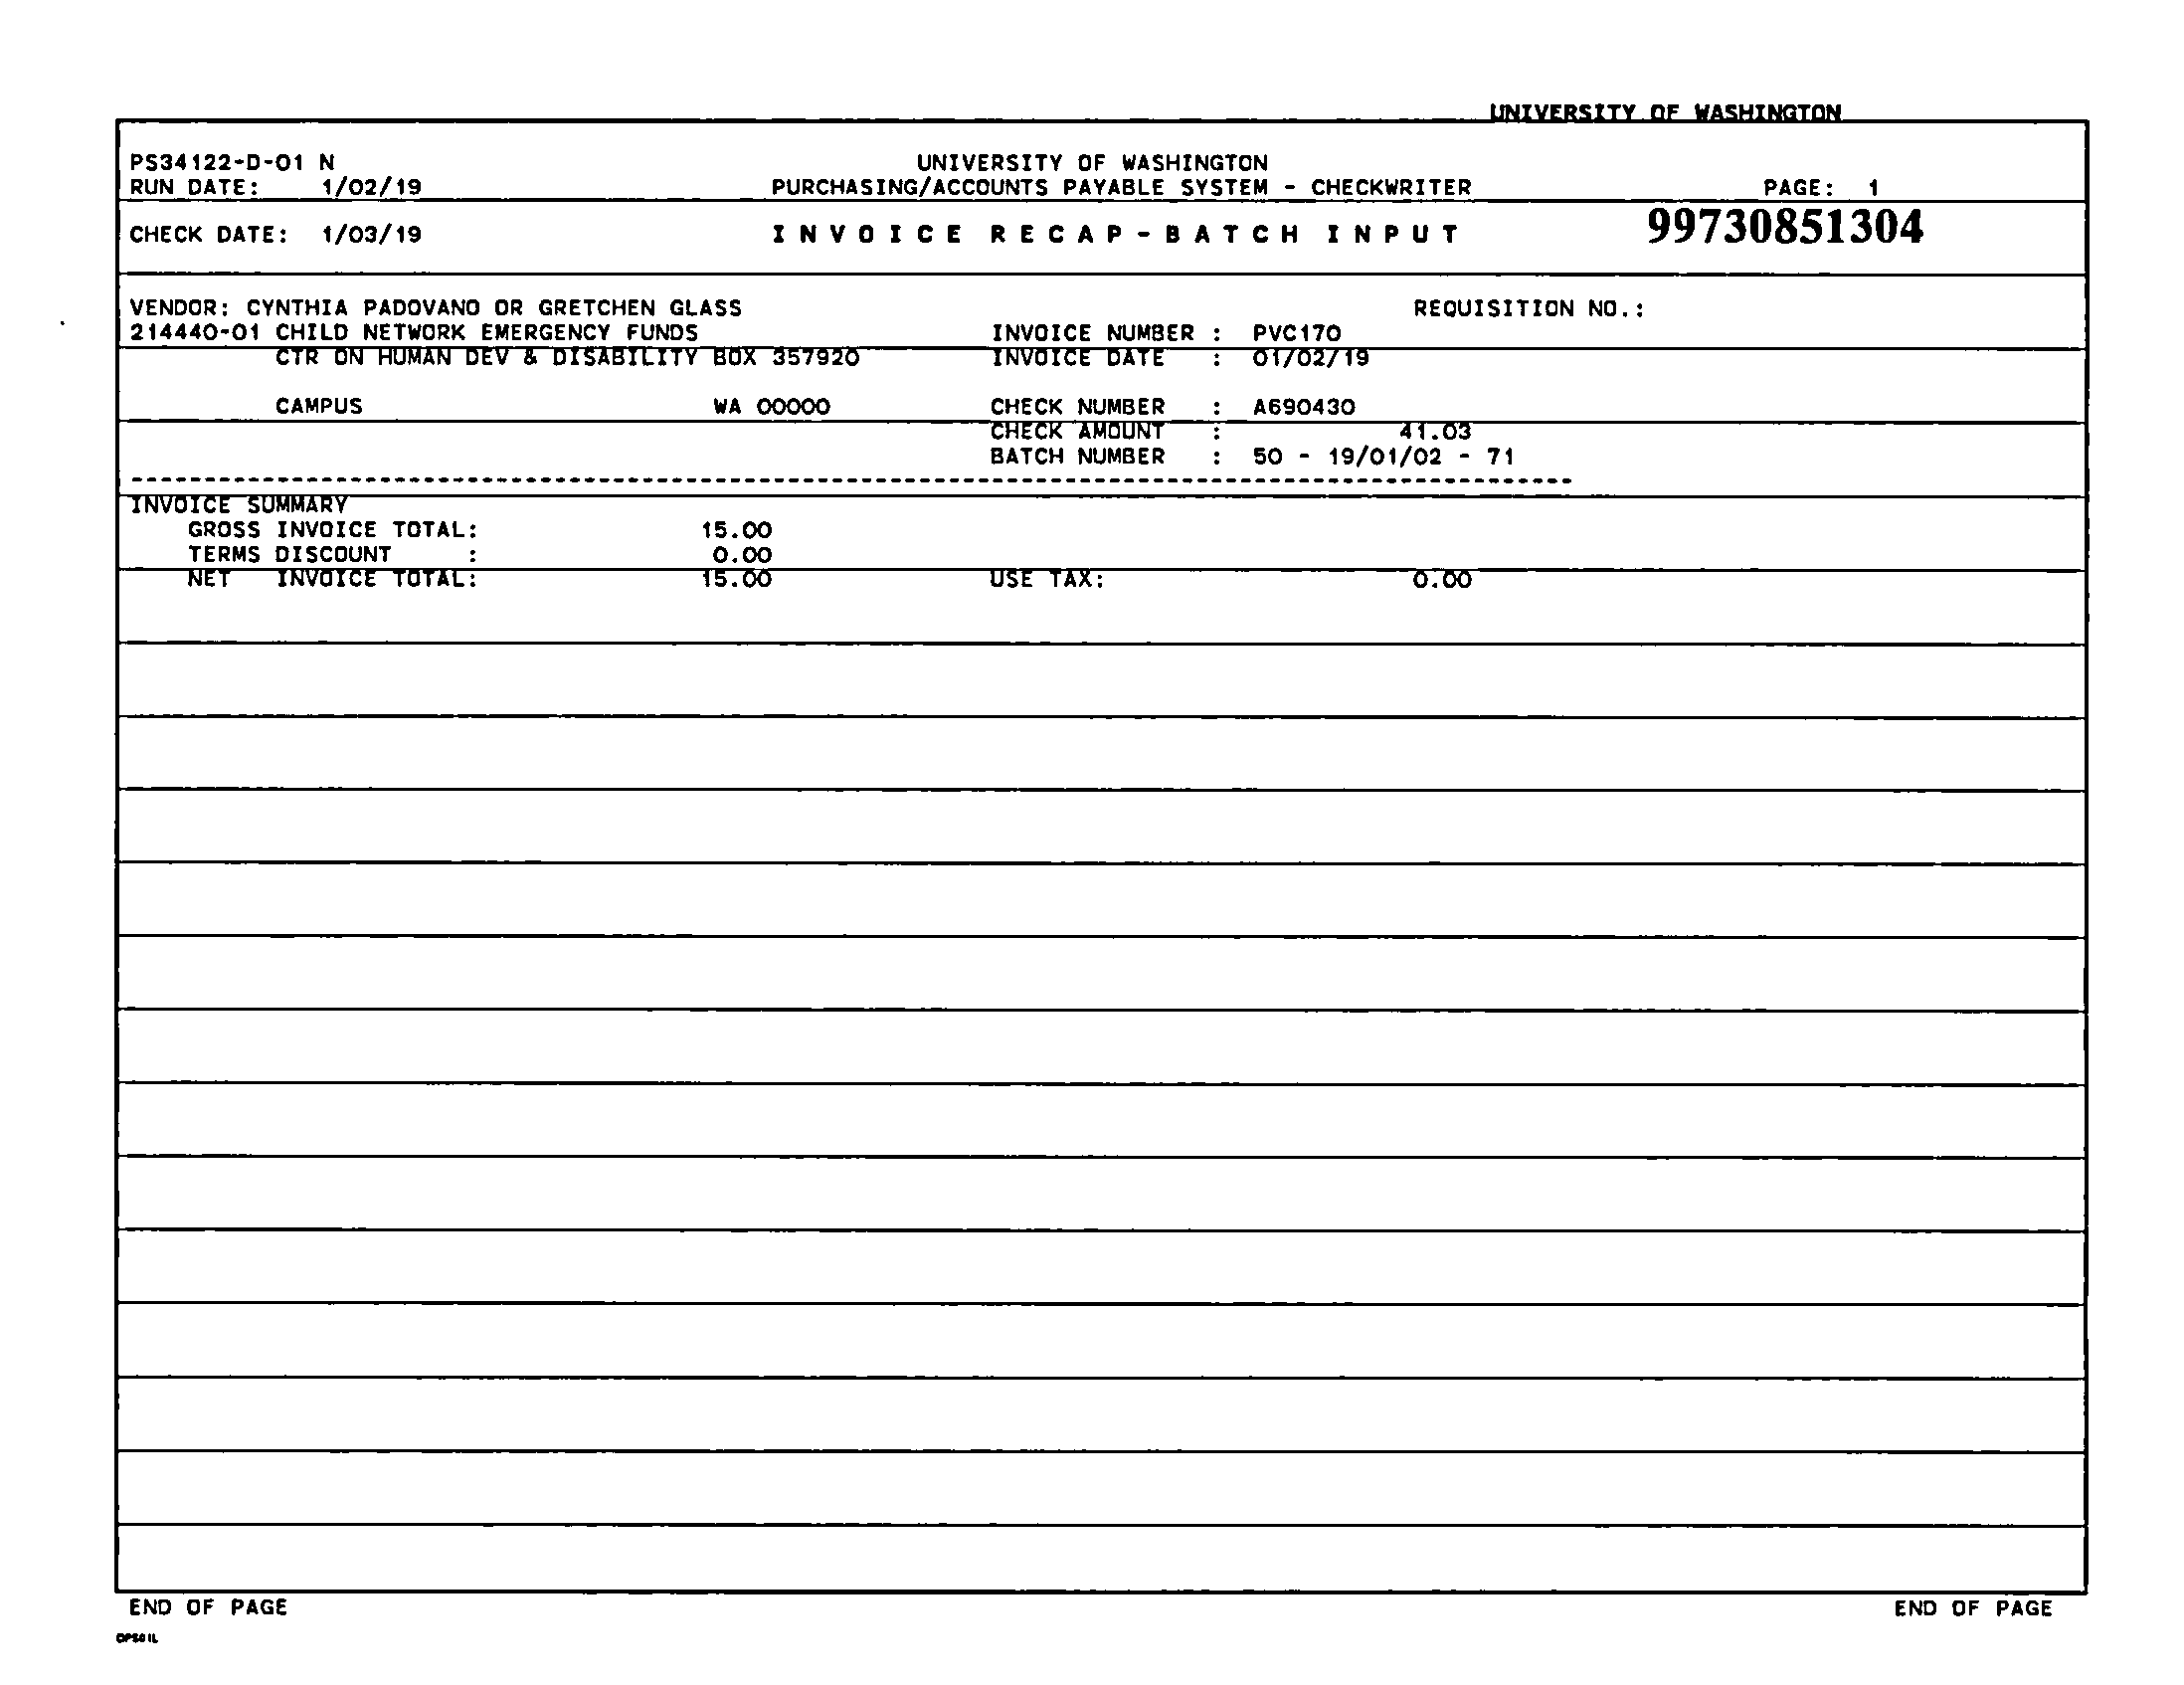 UNIVERSITY OF WASHINGTON
PS34122-D-01 N UNIVERSITY OF WASHINGTON
RUN DATE: 1/02/19 PURCHASING/ACCOUNTS PAYABLE SYSTEM - CHECKWRITER PAGE: 1
CHECK DATE: 1/03/19 INVOICE RECAP-BATCH INPUT 99730851304
VENDOR: CYNTHIA PADOVANO OR GRETCHEN GLASS REQUISITION NO.:
214440-01 CHILD NETWORK EMERGENCY FUNDS INVOICE NUMBER : PVC170
CTR ON HUMAN DEV & DISABILITY BOX 357920 INVOICE DATE : 01/02/19
CAMPUS WA 00000 CHECK NUMBER : A690430
CHECK AMOUNT : 41.03
BATCH NUMBER : 50 - 19/01/02 - 71
INVOICE SUMMARY
GROSS INVOICE TOTAL: 15.00
TERMS DISCOUNT : 0.00
NET INVOICE TOTAL: 15.00 USE TAX: 0.00
END OF PAGE END OF PAGE